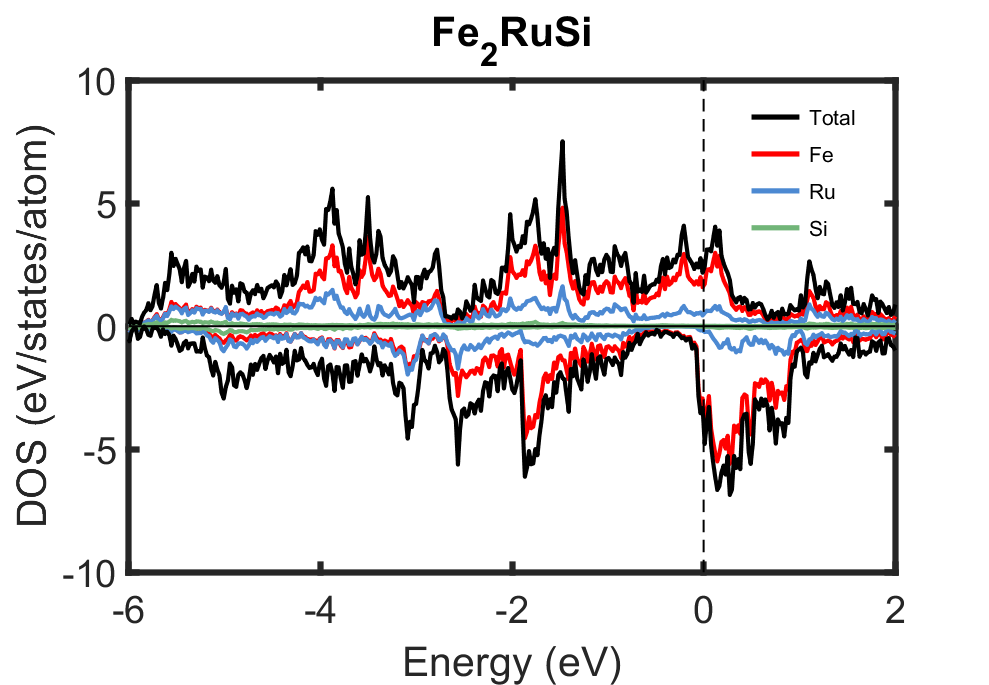 Fe₂RuSi
10
5
0
-5
-10
DOS (eV/states/atom)
Total
Fe
Ru
Si
-6 -4 -2 0 2
Energy (eV)